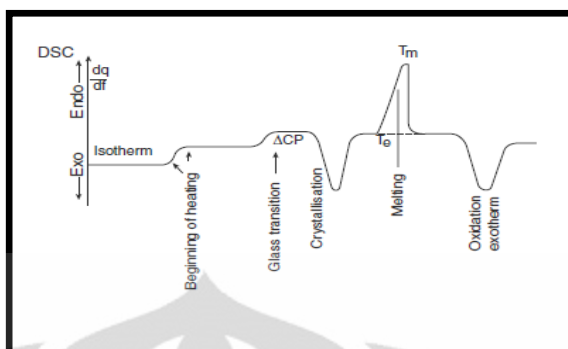 DSC
dq
df
Endo
Exo
Isotherm
Beginning of heating
Glass transition
ΔCP
Crystallisation
Te
Tm
Melting
Oxidation
exotherm